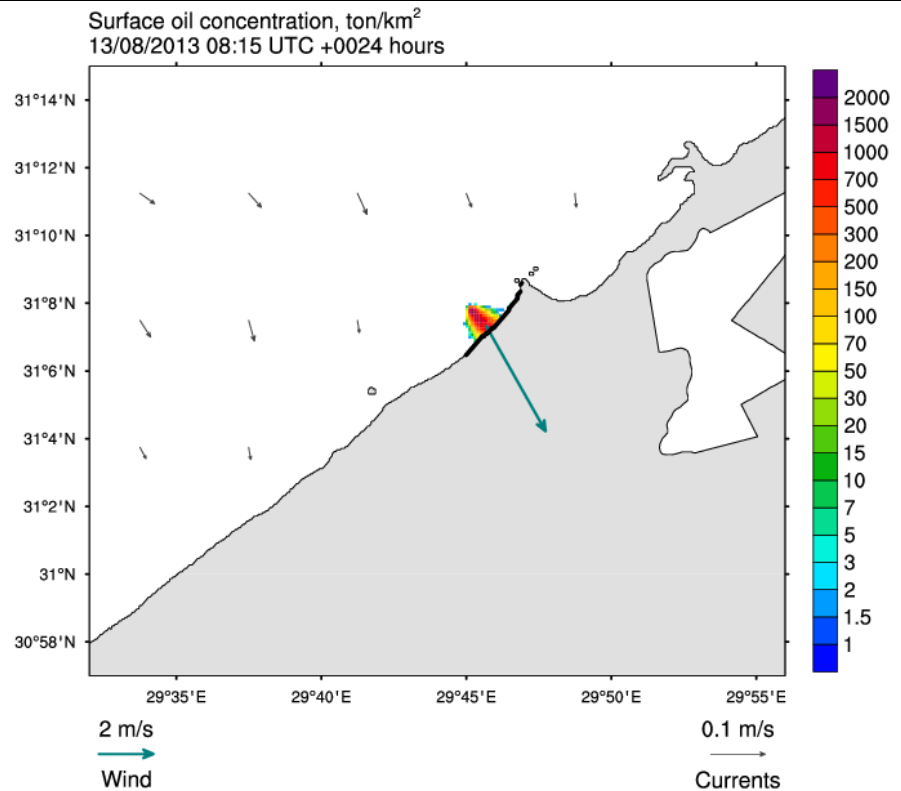 Surface oil concentration, ton/km²
13/08/2013 08:15 UTC +0024 hours
31°14'N
31°12'N
31°10'N
31°8'N
31°6'N
31°4'N
31°2'N
31°N
30°58'N
29°35'E
29°40'E
29°45'E
29°50'E
29°55'E
2000
1500
1000
700
500
300
200
150
100
70
50
30
20
15
10
7
5
3
2
1.5
1
2 m/s
Wind
0.1 m/s
Currents